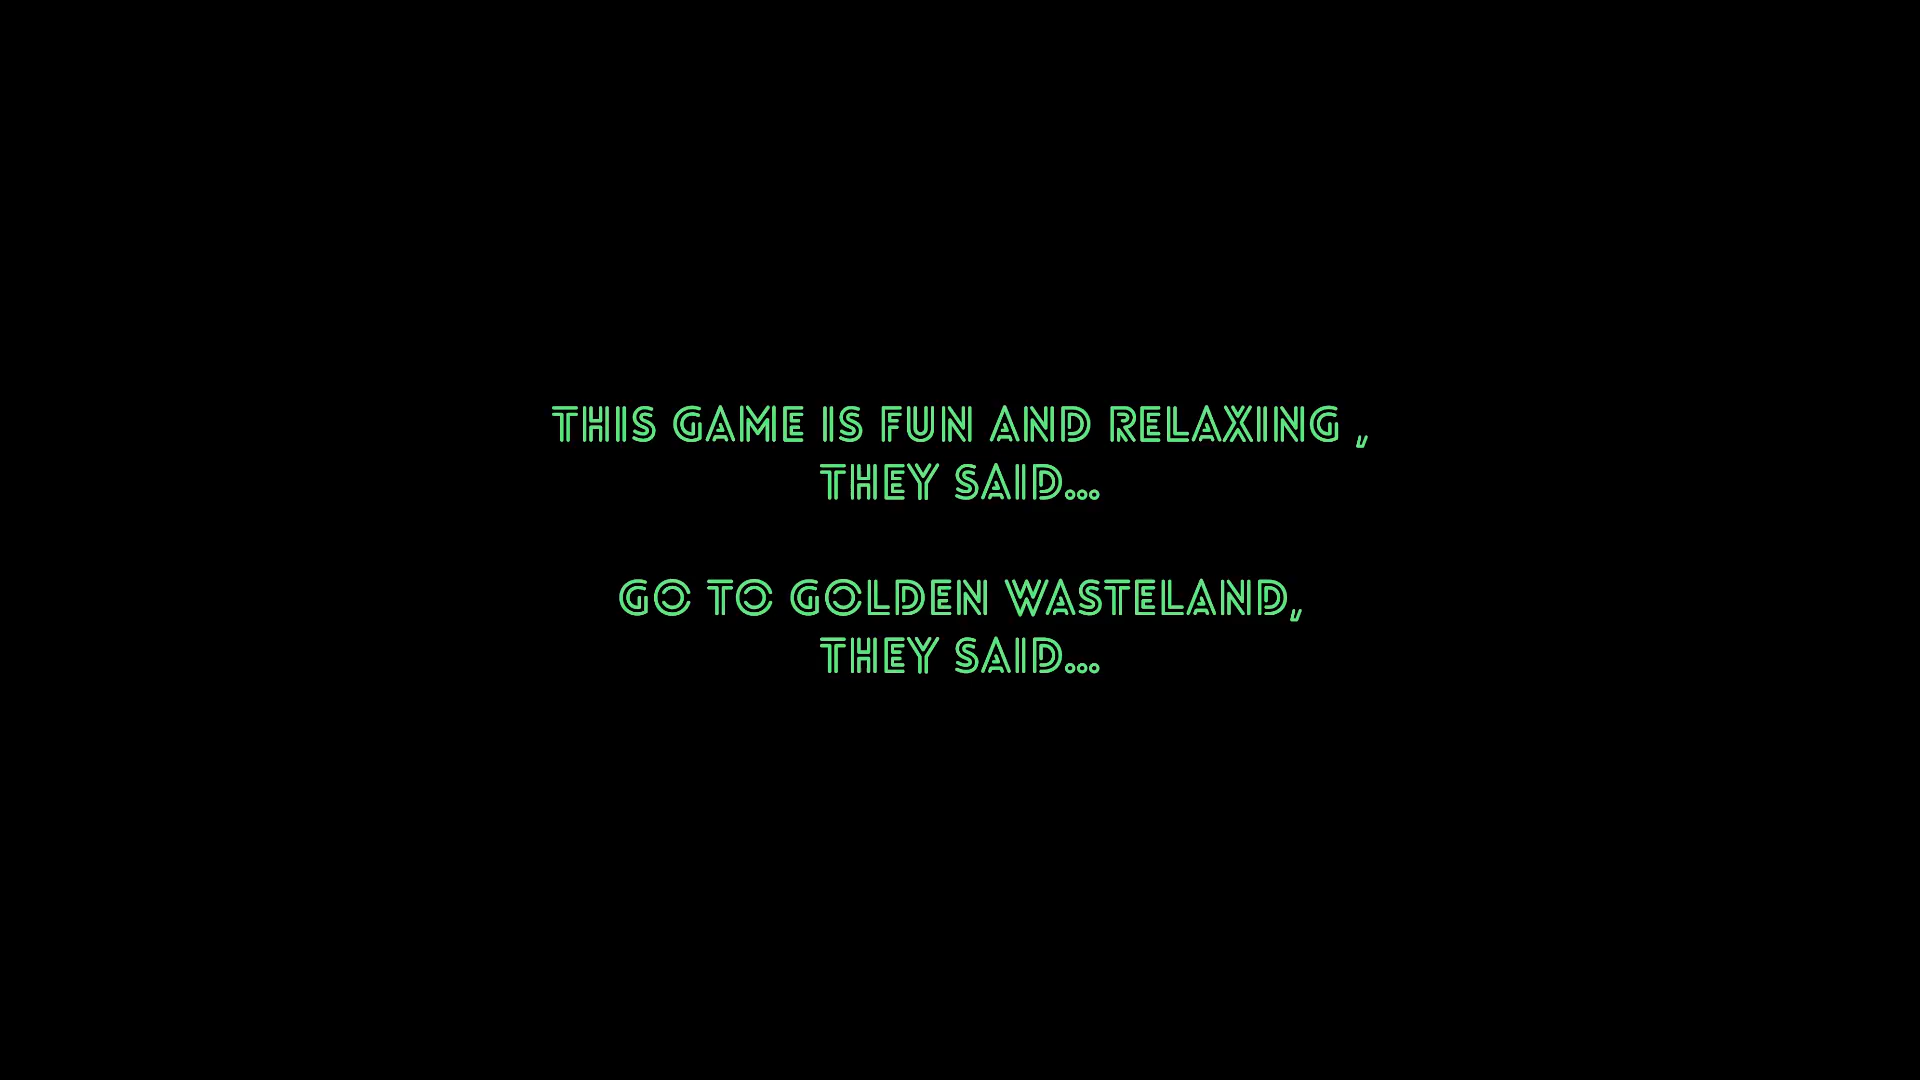 THIS GAME IS FUN AND RELAXING ,
THEY SAID...
GO TO GOLDEN WASTELAND,
THEY SAID...